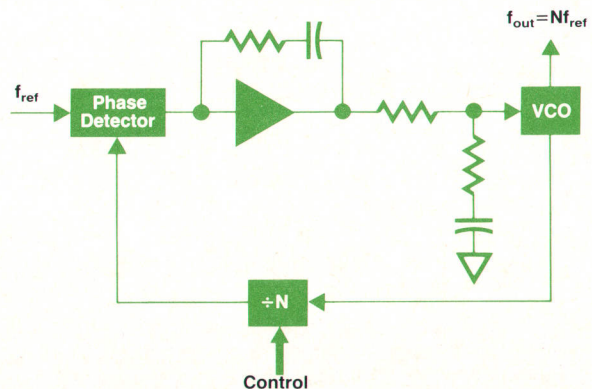 f_out=Nf_ref
f_ref
Phase
Detector
VCO
÷N
Control